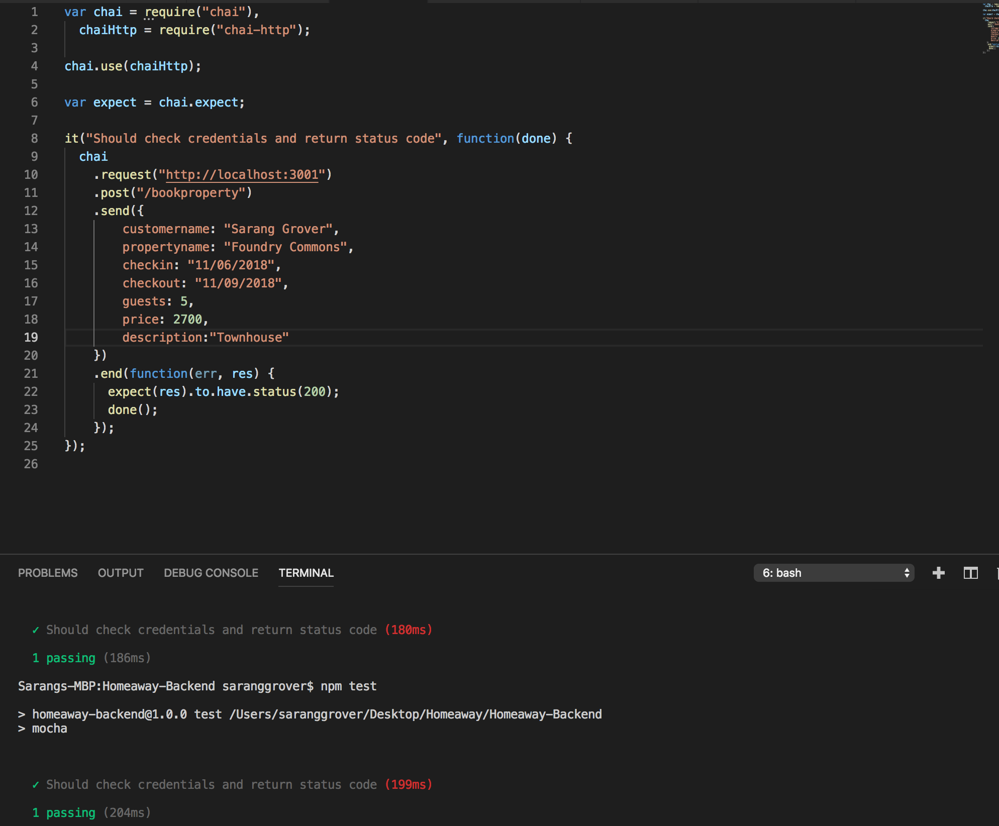 1 var chai = require("chai"),
2 chaiHttp = require("chai-http");
3
4 chai.use(chaiHttp);
5
6 var expect = chai.expect;
7
8 it("Should check credentials and return status code", function(done) {
9 chai
10 .request("http://localhost:3001")
11 .post("/bookproperty")
12 .send({
13 customername: "Sarang Grover",
14 propertyname: "Foundry Commons",
15 checkin: "11/06/2018",
16 checkout: "11/09/2018",
17 guests: 5,
18 price: 2700,
19 description:"Townhouse"
20 })
21 .end(function(err, res) {
22 expect(res).to.have.status(200);
23 done();
24 });
25 });
26
PROBLEMS OUTPUT DEBUG CONSOLE TERMINAL 6: bash
✓ Should check credentials and return status code (180ms)
1 passing (186ms)
Sarangs-MBP:Homeaway-Backend saranggrover$ npm test
> homeaway-backend@1.0.0 test /Users/saranggrover/Desktop/Homeaway/Homeaway-Backend
> mocha
✓ Should check credentials and return status code (199ms)
1 passing (204ms)